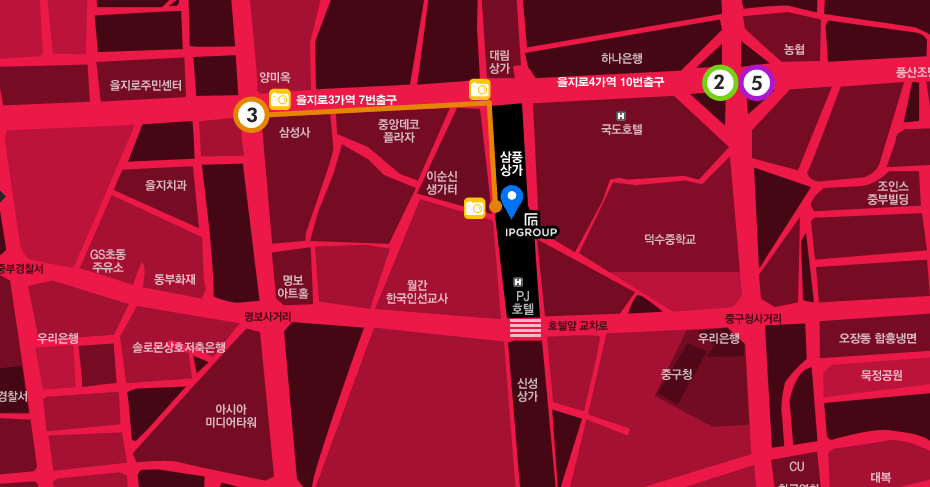 대림
상가
농협
하나은행
양미옥
을지로주민센터
을지로4가역 10번출구
2
5
풍산조
을지로3가역 7번출구
3
삼성사
중앙데코
플라자
H
국도호텔
삼풍
상가
이순신
생가터
을지치과
조인스
중부빌딩
IPGROUP
덕수중학교
GS초동
주유소
중부경찰서
동부화재
명보
아트홀
월간
한국인선교사
H
PJ
호텔
명보사거리
호텔앞 교차로
중구청사거리
우리은행
우리은행
오장동 함흥냉면
솔로몬상호저축은행
중구청
묵정공원
신성
상가
경찰서
아시아
미디어타워
CU
대복